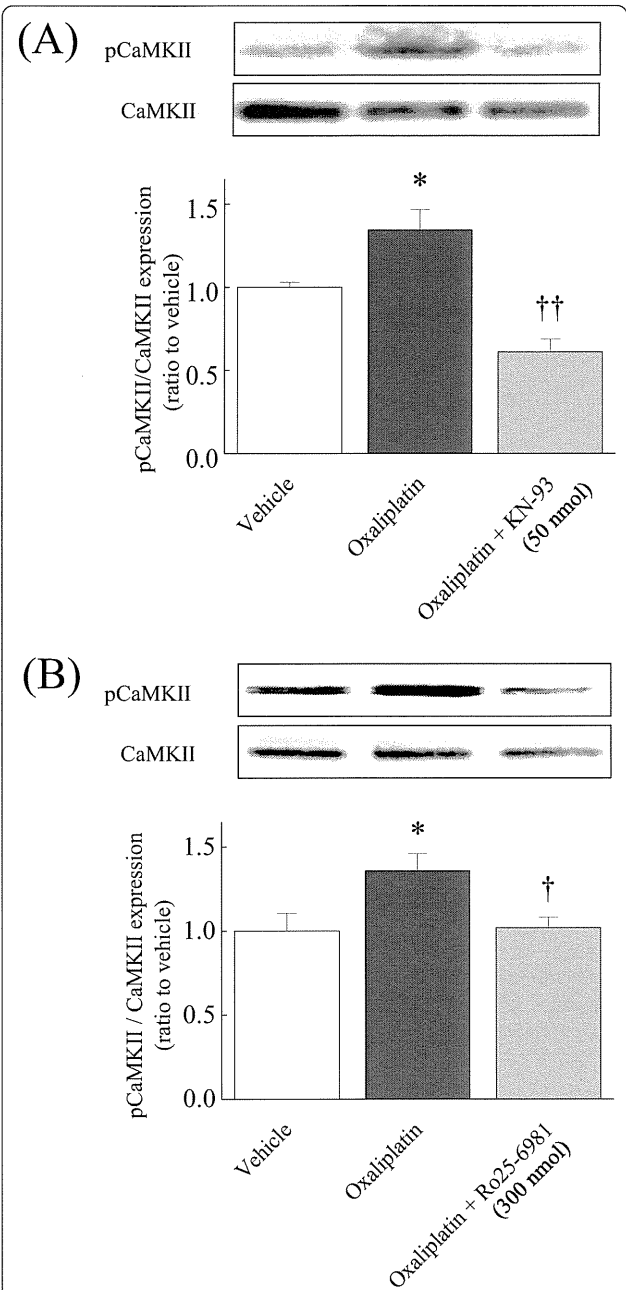 (A)
pCaMKII
CaMKII
pCaMKII/CaMKII expression
(ratio to vehicle)
1.5
1.0
0.5
0.0
*
††
Vehicle
Oxaliplatin
Oxaliplatin + KN-93
(50 nmol)
(B)
pCaMKII
CaMKII
pCaMKII / CaMKII expression
(ratio to vehicle)
1.5
1.0
1.5
0.0
*
†
Vehicle
Oxaliplatin
Oxaliplatin + Ro25-6981
(300 nmol)